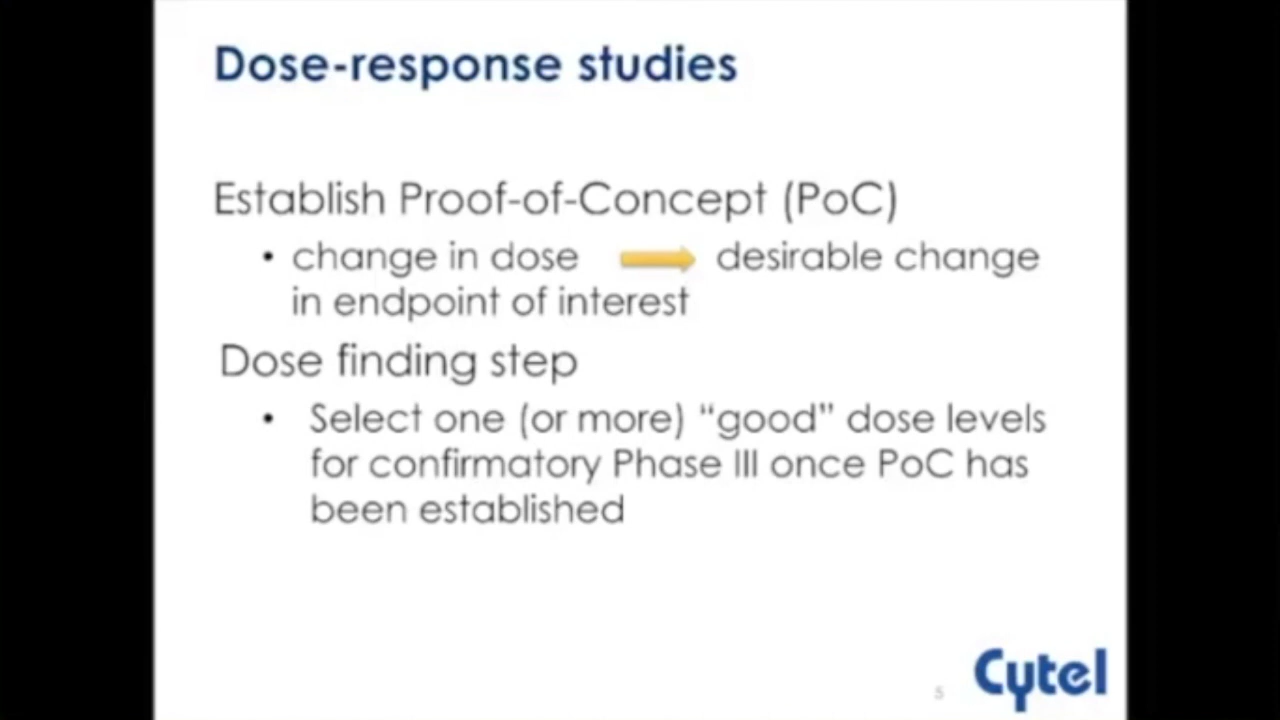 Dose-response studies
Establish Proof-of-Concept (PoC)
• change in dose desirable change
in endpoint of interest
Dose finding step
• Select one (or more) “good” dose levels
for confirmatory Phase III once PoC has
been established
5
Cytel